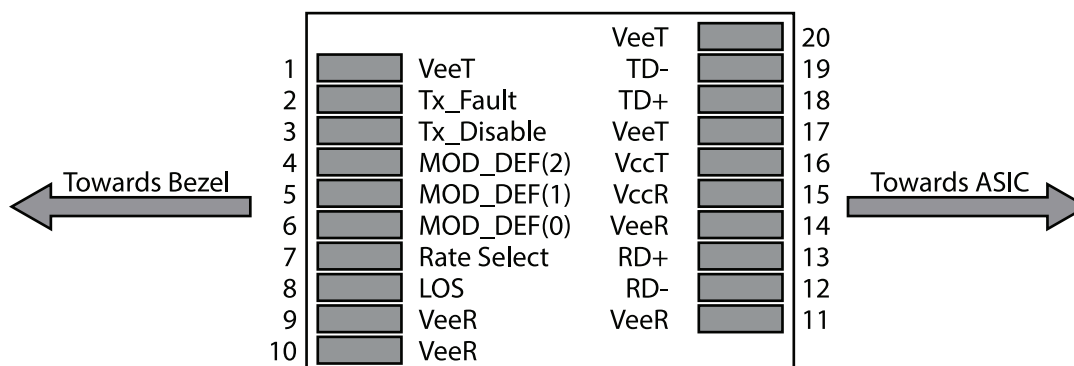 VeeT 20
1 VeeT TD- 19
2 Tx_Fault TD+ 18
3 Tx_Disable VeeT 17
4 MOD_DEF(2) VccT 16
Towards Bezel 5 MOD_DEF(1) VccR 15 Towards ASIC
6 MOD_DEF(0) VeeR 14
7 Rate Select RD+ 13
8 LOS RD- 12
9 VeeR VeeR 11
10 VeeR